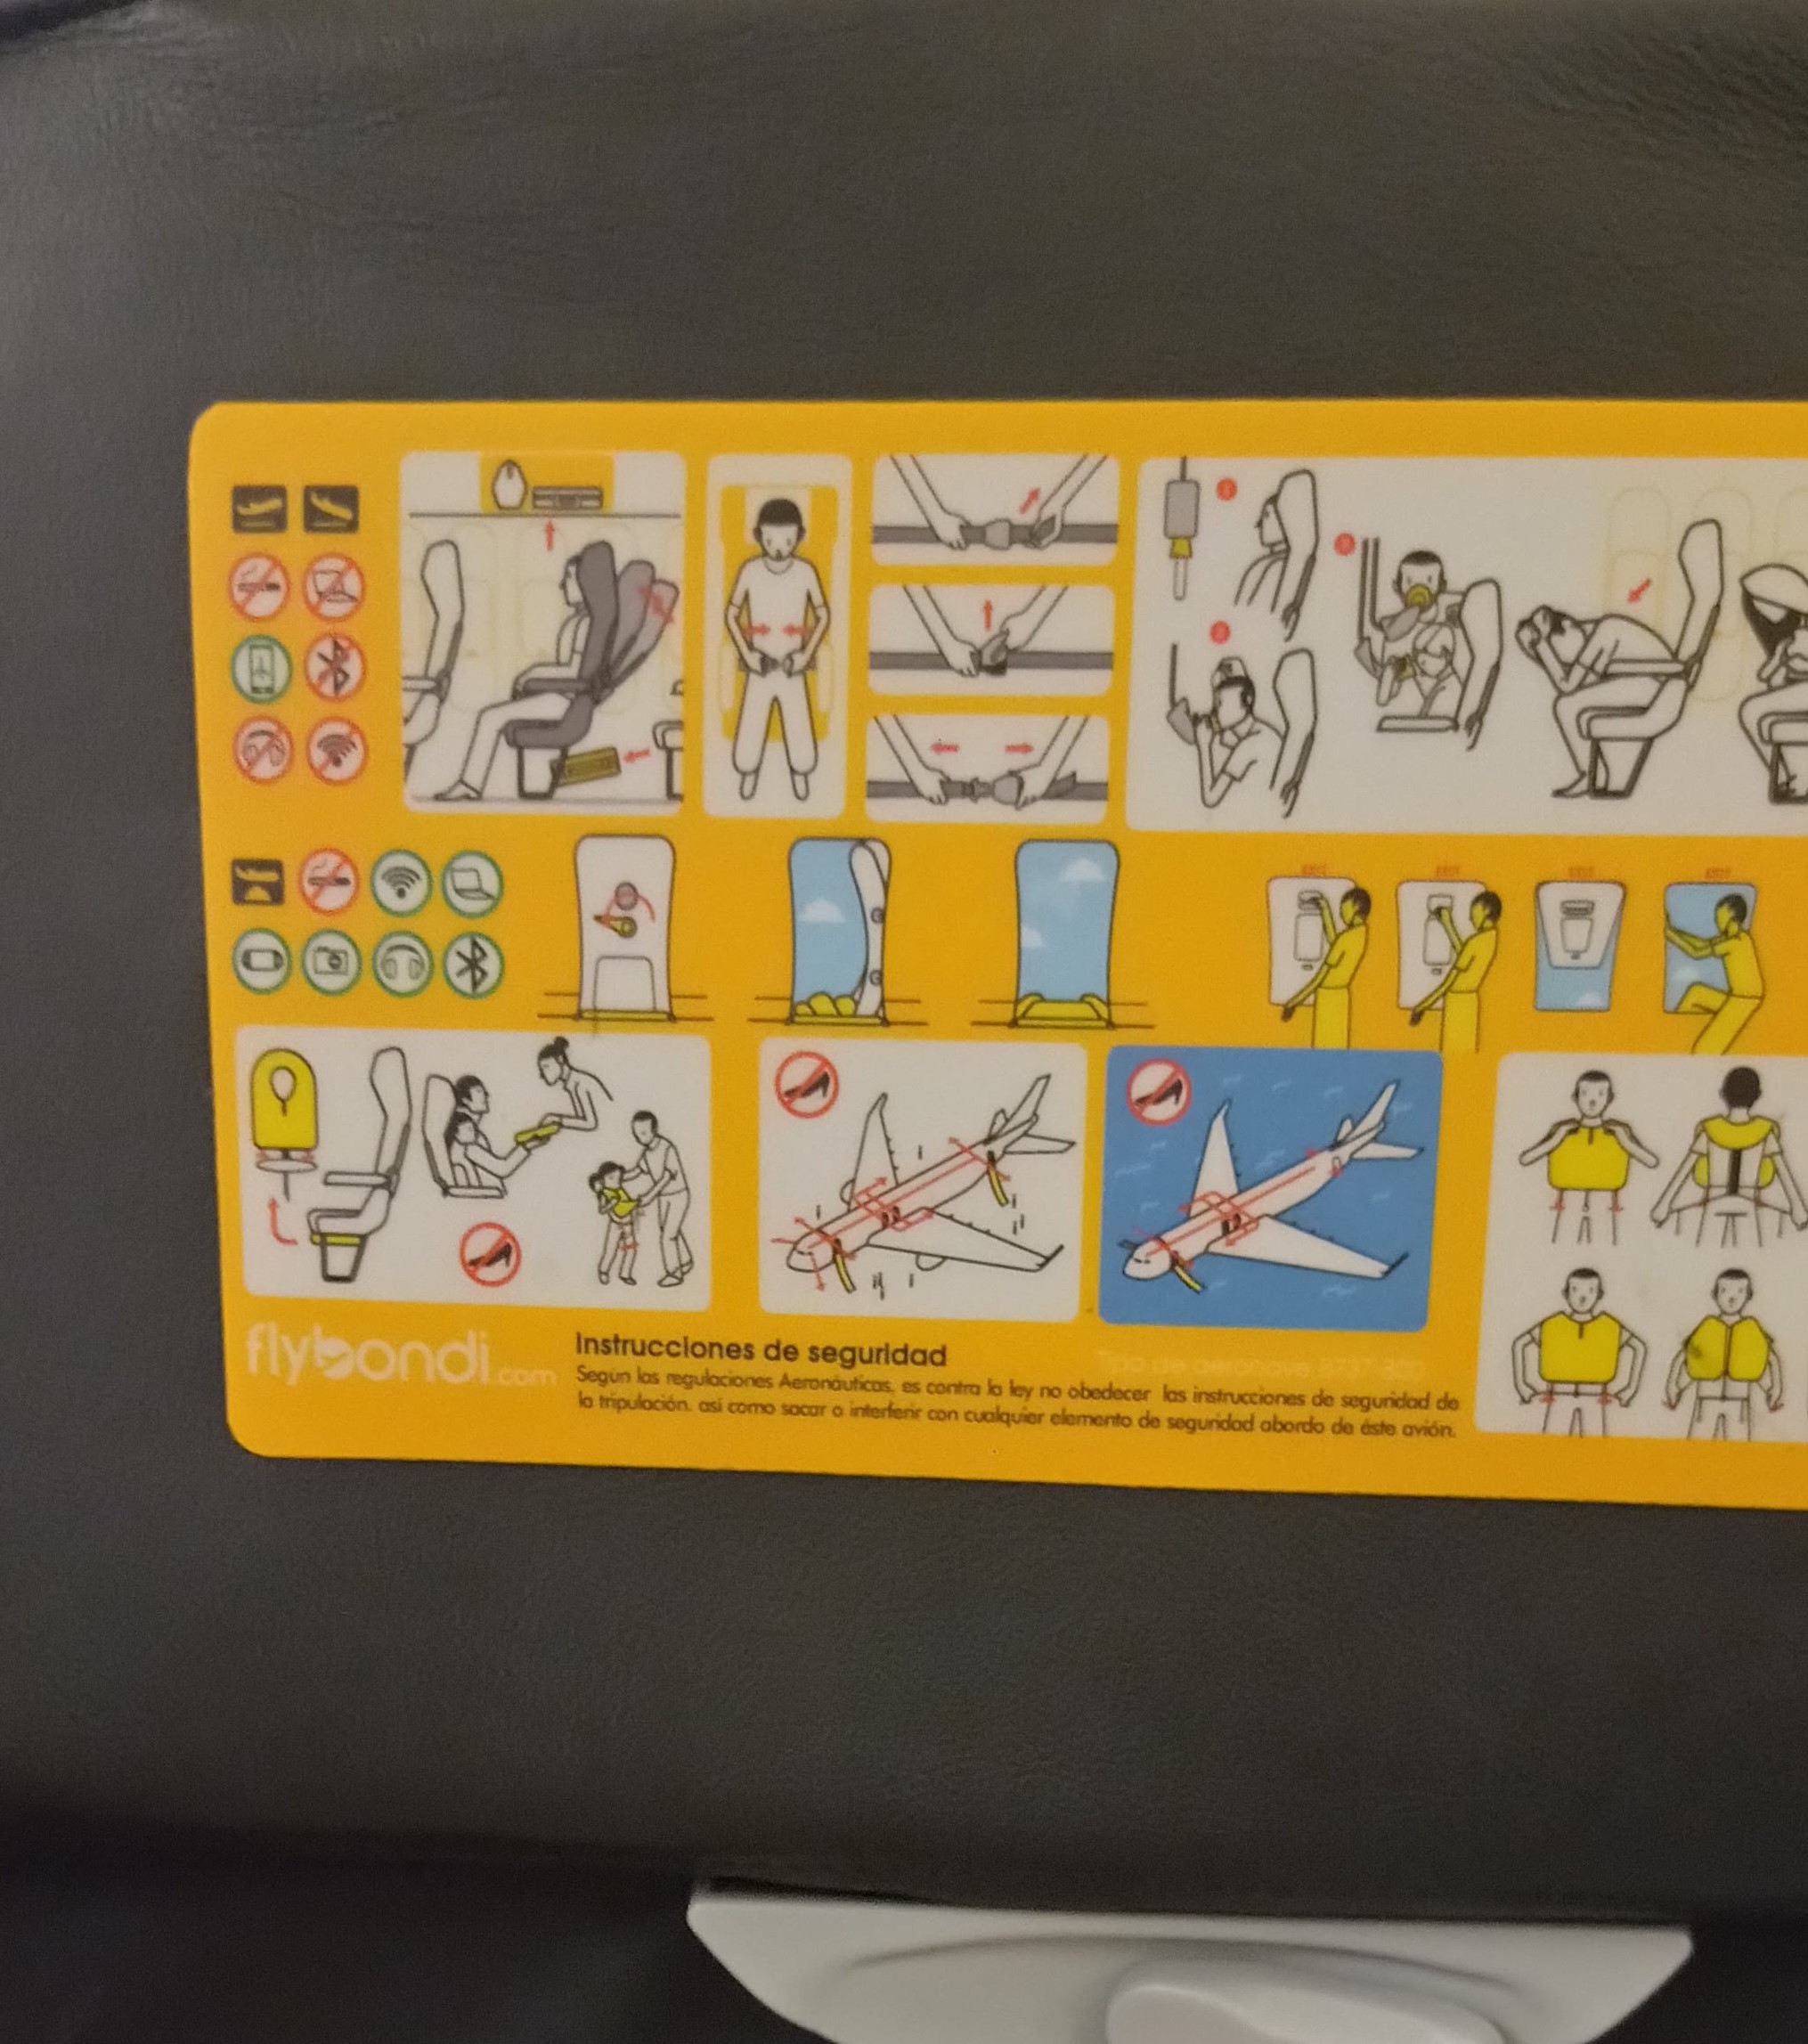 EXIT EXIT EXIT EXIT
flybondi.com
Instrucciones de seguridad
Tipo de aeronave B737-800
Según las regulaciones Aeronáuticas, es contra la ley no obedecer las instrucciones de seguridad de
la tripulación, así como sacar o interferir con cualquier elemento de seguridad abordo de éste avión.